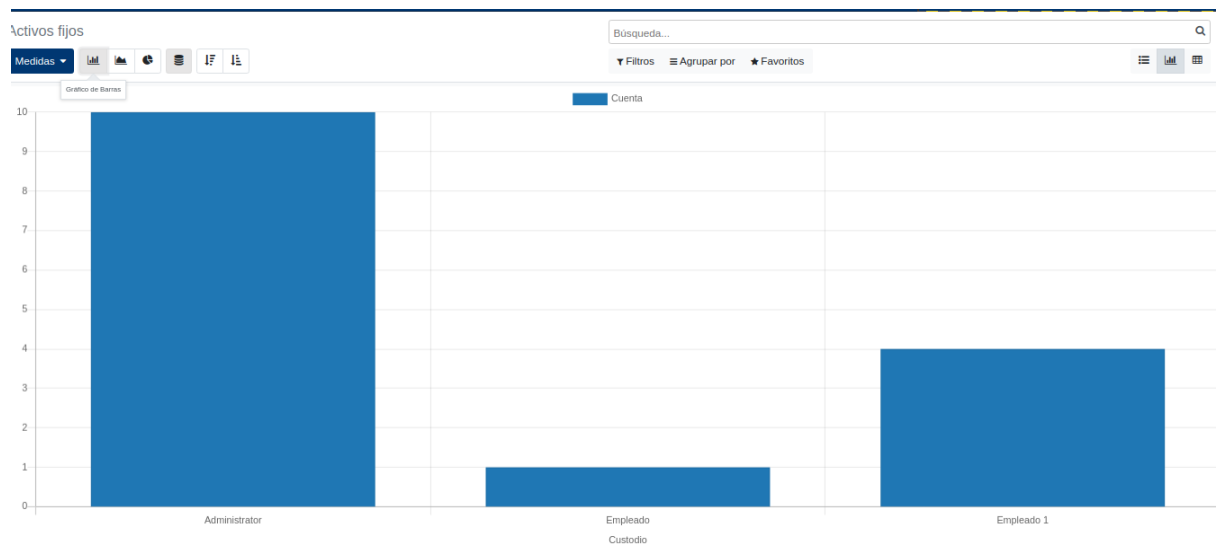 Activos fijos
Búsqueda...
Medidas
Filtros Agrupar por Favoritos
Gráfico de Barras
Cuenta
10
9
8
7
6
5
4
3
2
1
0
Administrator Empleado Empleado 1
Custodio